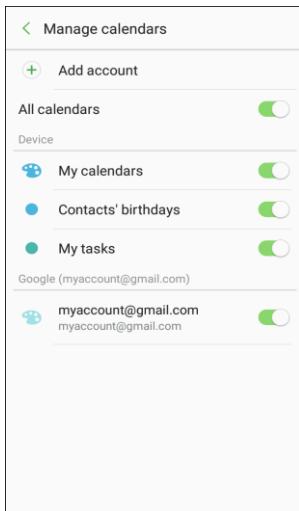 Manage calendars
Add account
All calendars
Device
My calendars
Contacts' birthdays
My tasks
Google (myaccount@gmail.com)
myaccount@gmail.com
myaccount@gmail.com